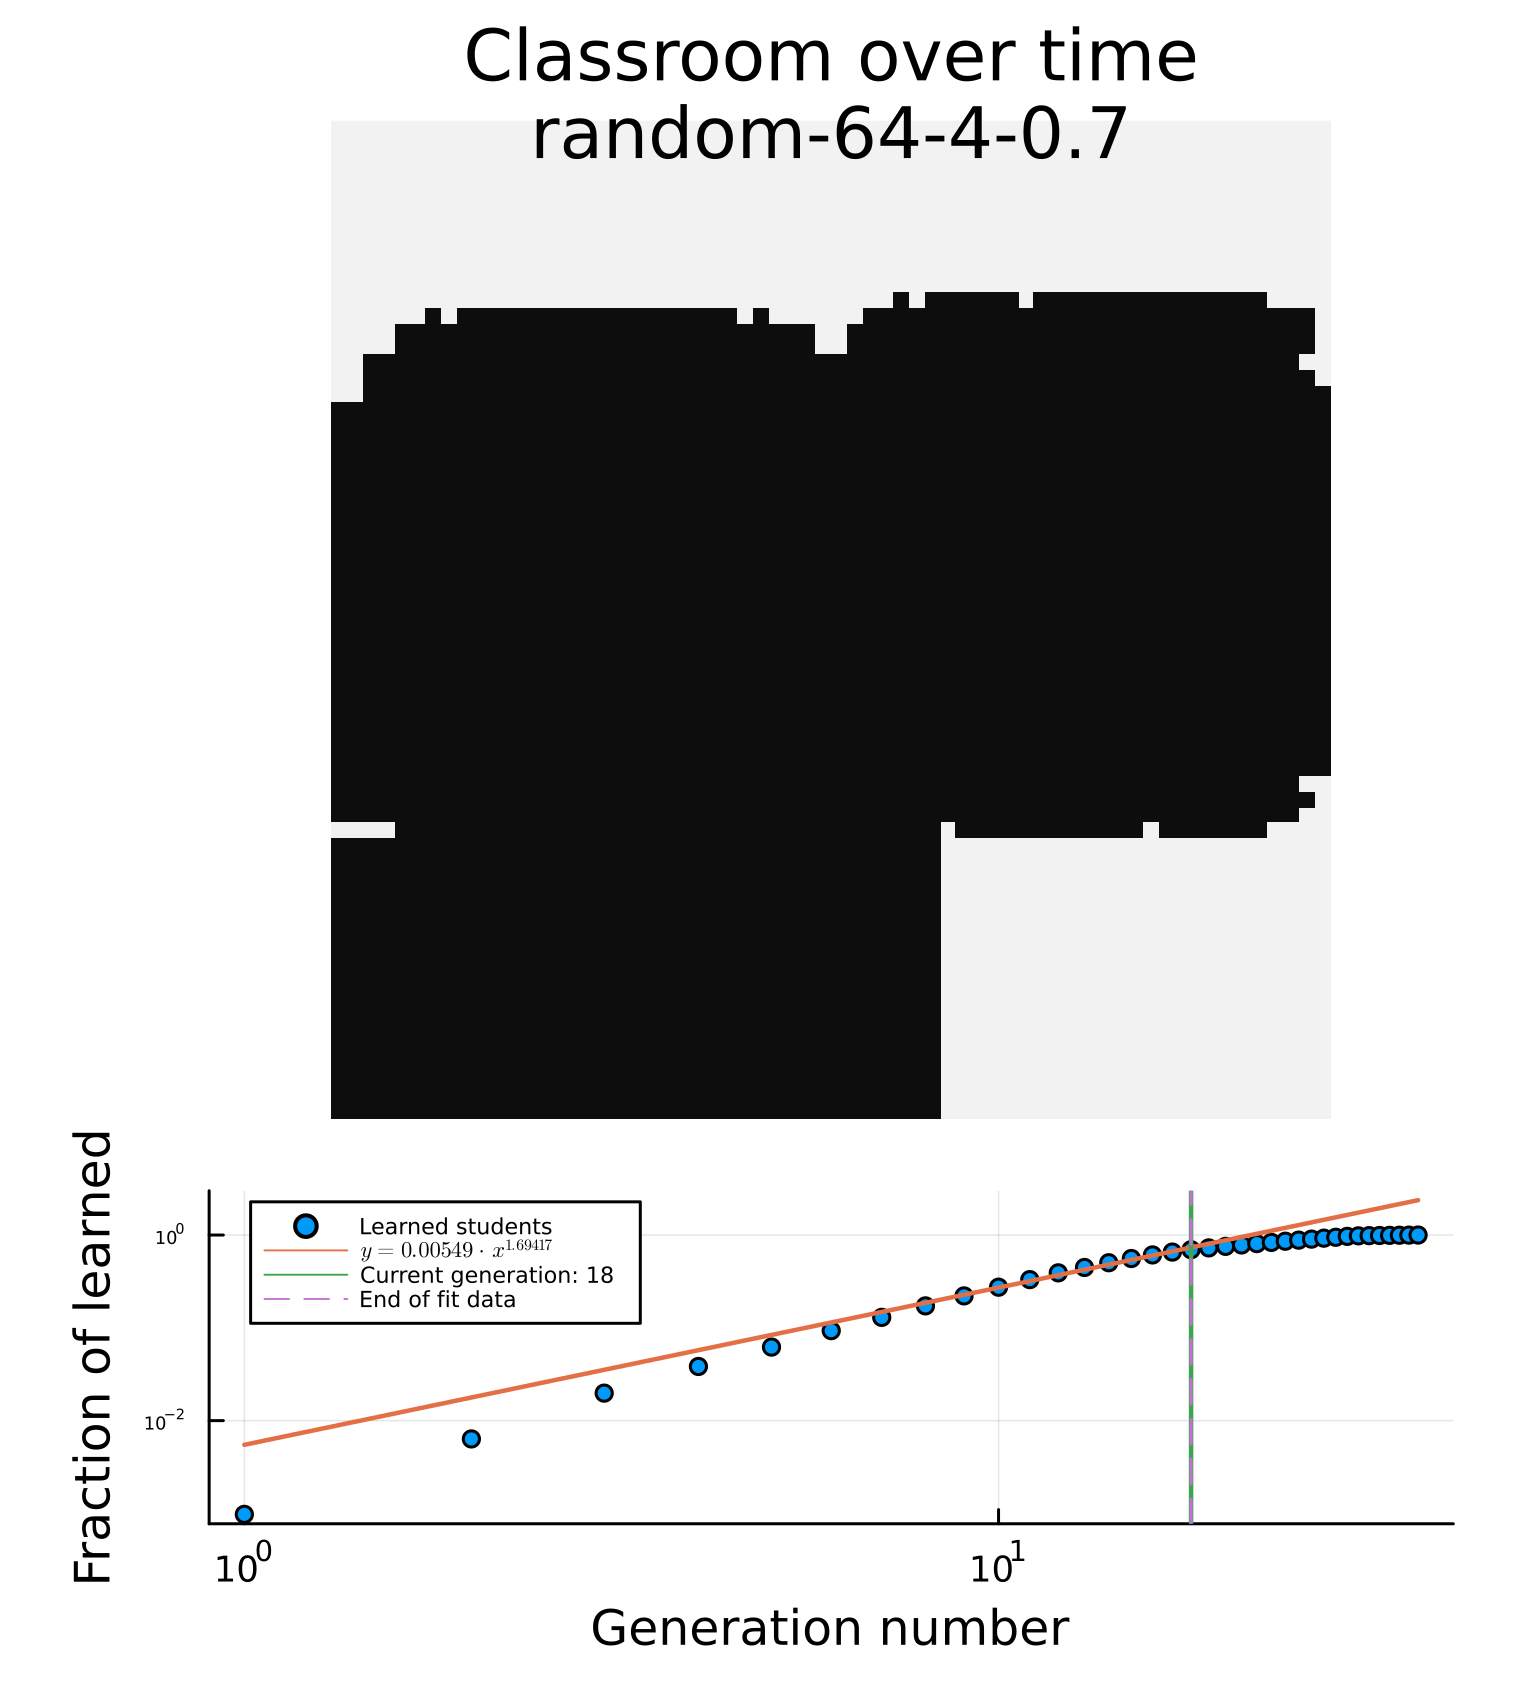 Classroom over time
random-64-4-0.7
Fraction of learned
10^0
10^−2
Learned students
y = 0.00549 · x^1.69417
Current generation: 18
End of fit data
10^0
10^1
Generation number